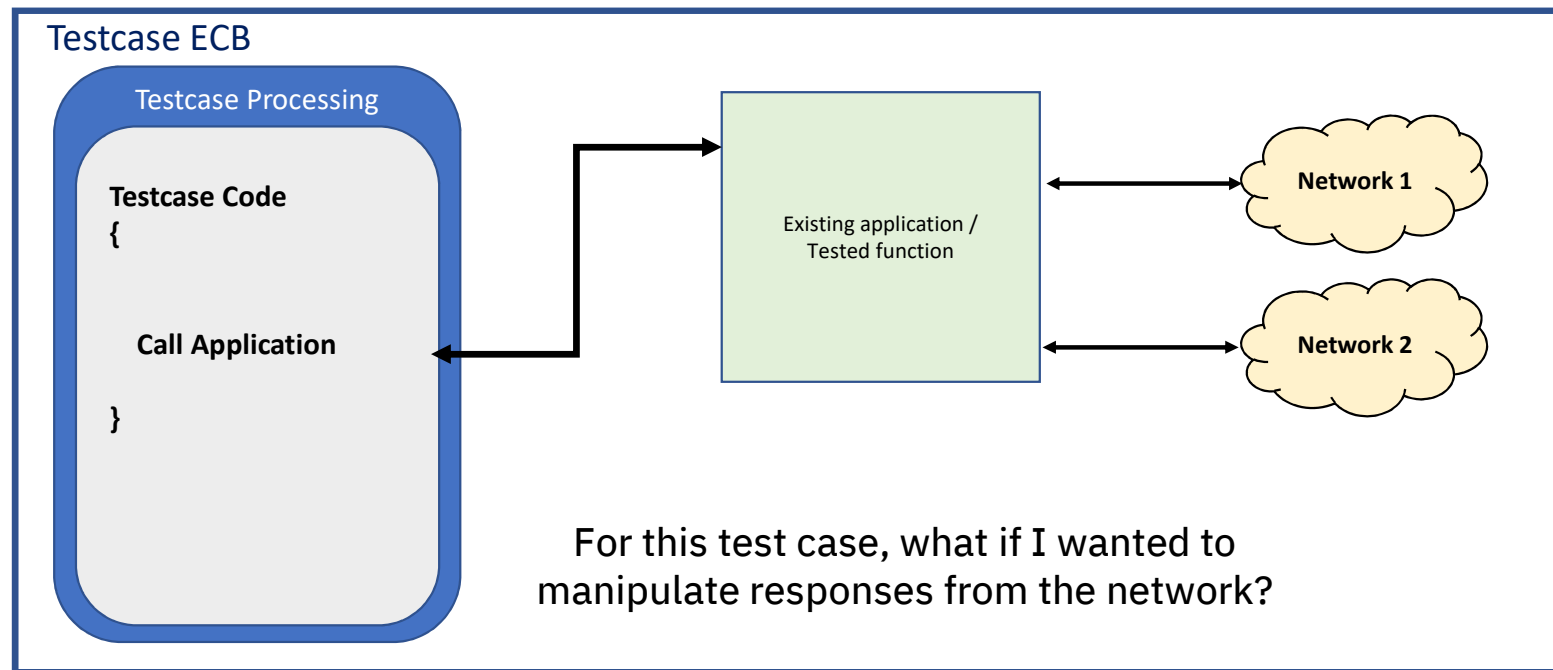 Testcase ECB
Testcase Processing
Testcase Code
{
Call Application
}
Existing application /
Tested function
Network 1
Network 2
For this test case, what if I wanted to
manipulate responses from the network?